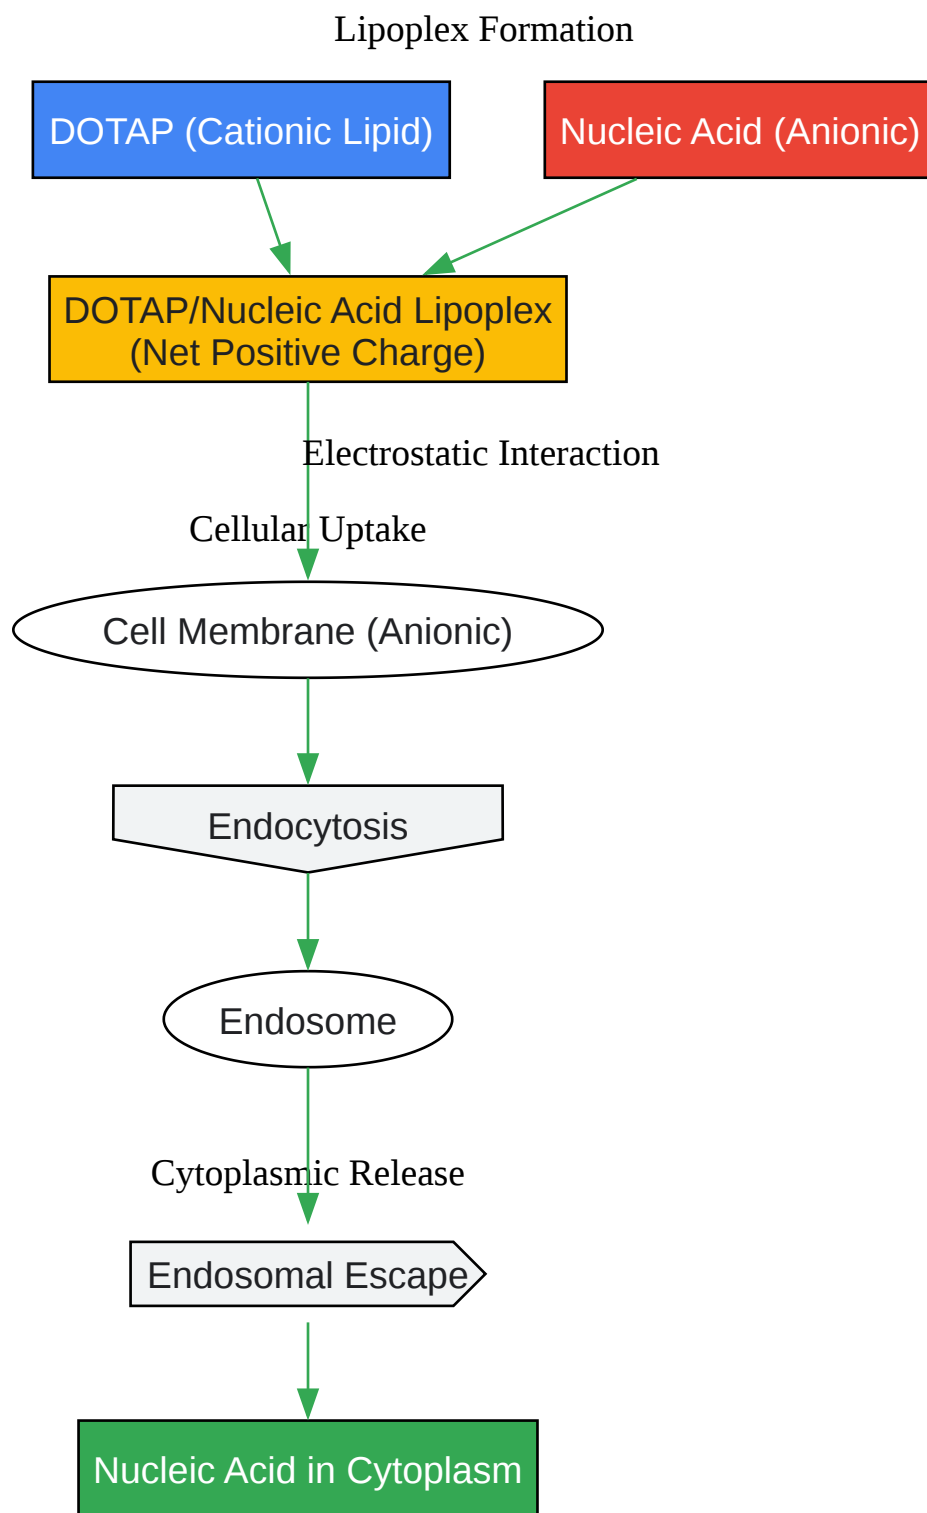 Lipoplex Formation
DOTAP (Cationic Lipid)
Nucleic Acid (Anionic)
DOTAP/Nucleic Acid Lipoplex
(Net Positive Charge)
Electrostatic Interaction
Cellular Uptake
Cell Membrane (Anionic)
Endocytosis
Endosome
Cytoplasmic Release
Endosomal Escape
Nucleic Acid in Cytoplasm